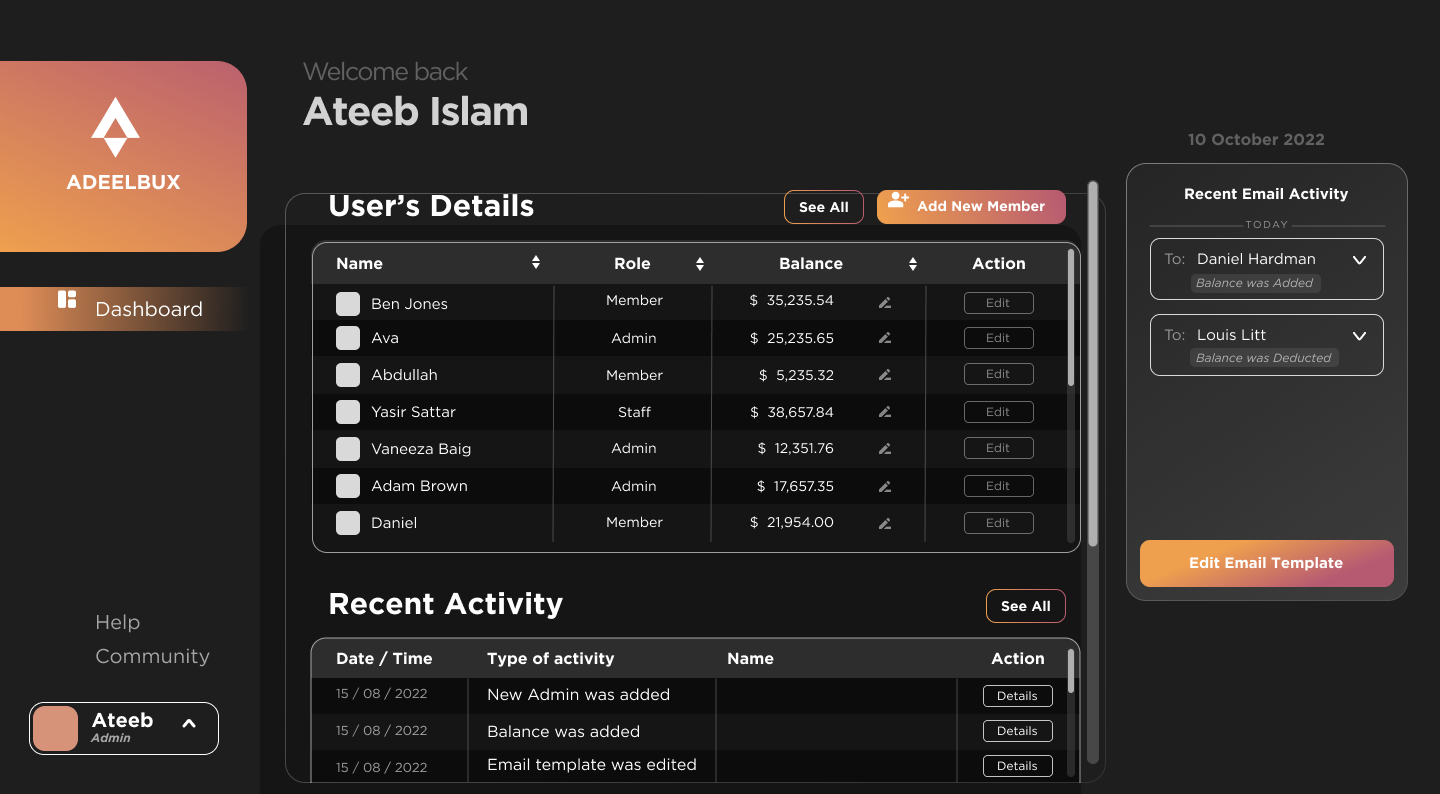 ADEELBUX
Dashboard
Help
Community
Ateeb
Admin
Welcome back
Ateeb Islam
User's Details
See All
Add New Member
Name Role Balance Action
Ben Jones Member $ 35,235.54 Edit
Ava Admin $ 25,235.65 Edit
Abdullah Member $ 5,235.32 Edit
Yasir Sattar Staff $ 38,657.84 Edit
Vaneeza Baig Admin $ 12,351.76 Edit
Adam Brown Admin $ 17,657.35 Edit
Daniel Member $ 21,954.00 Edit
Recent Activity
See All
Date / Time Type of activity Name Action
15 / 08 / 2022 New Admin was added Details
15 / 08 / 2022 Balance was added Details
15 / 08 / 2022 Email template was edited Details
10 October 2022
Recent Email Activity
TODAY
To: Daniel Hardman
Balance was Added
To: Louis Litt
Balance was Deducted
Edit Email Template